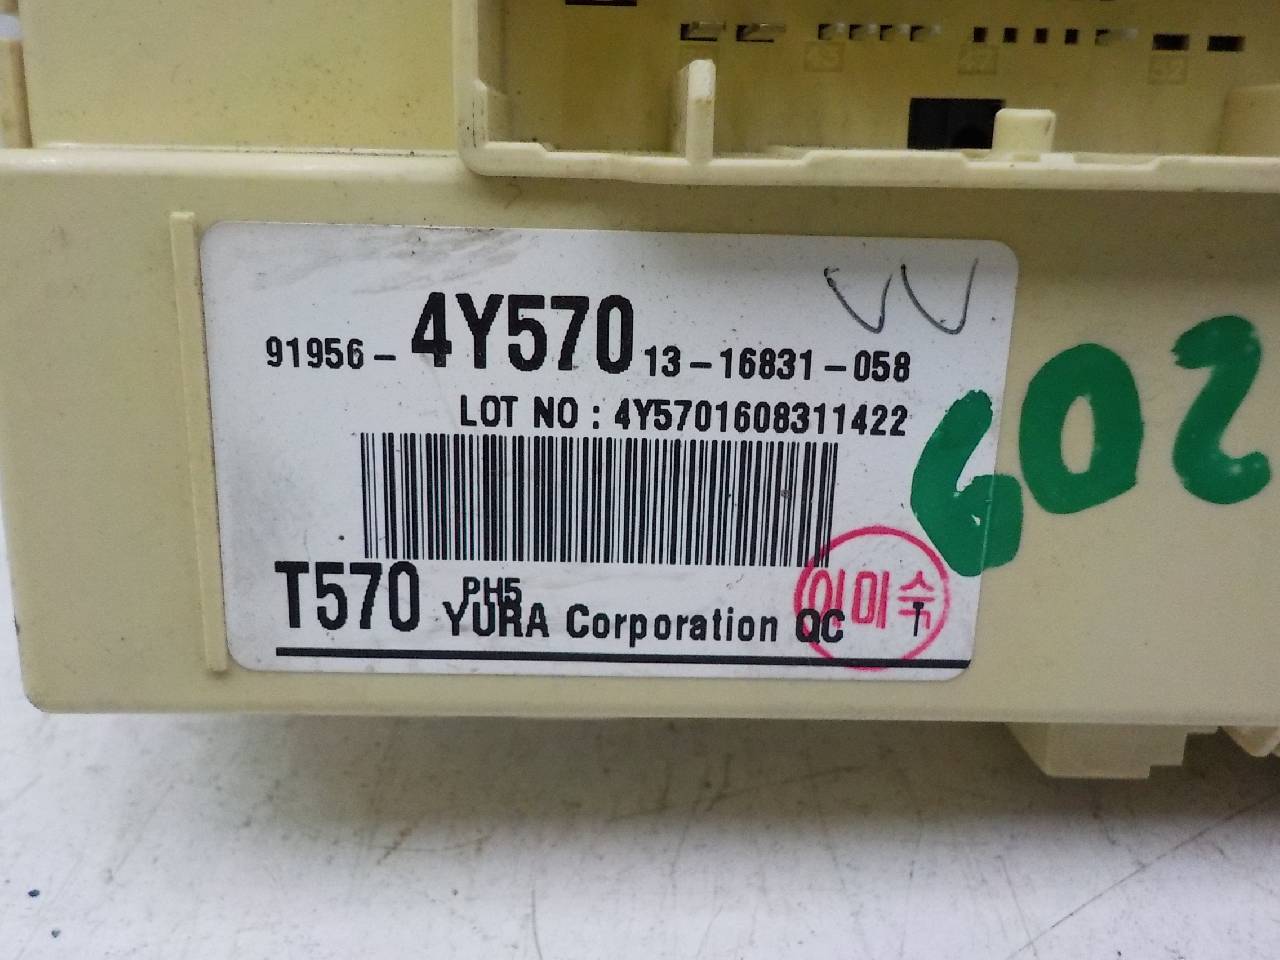 91956-4Y570 13-16831-058
LOT NO : 4Y5701608311422
T570 PH5
YURA Corporation QC T
이미숙
602